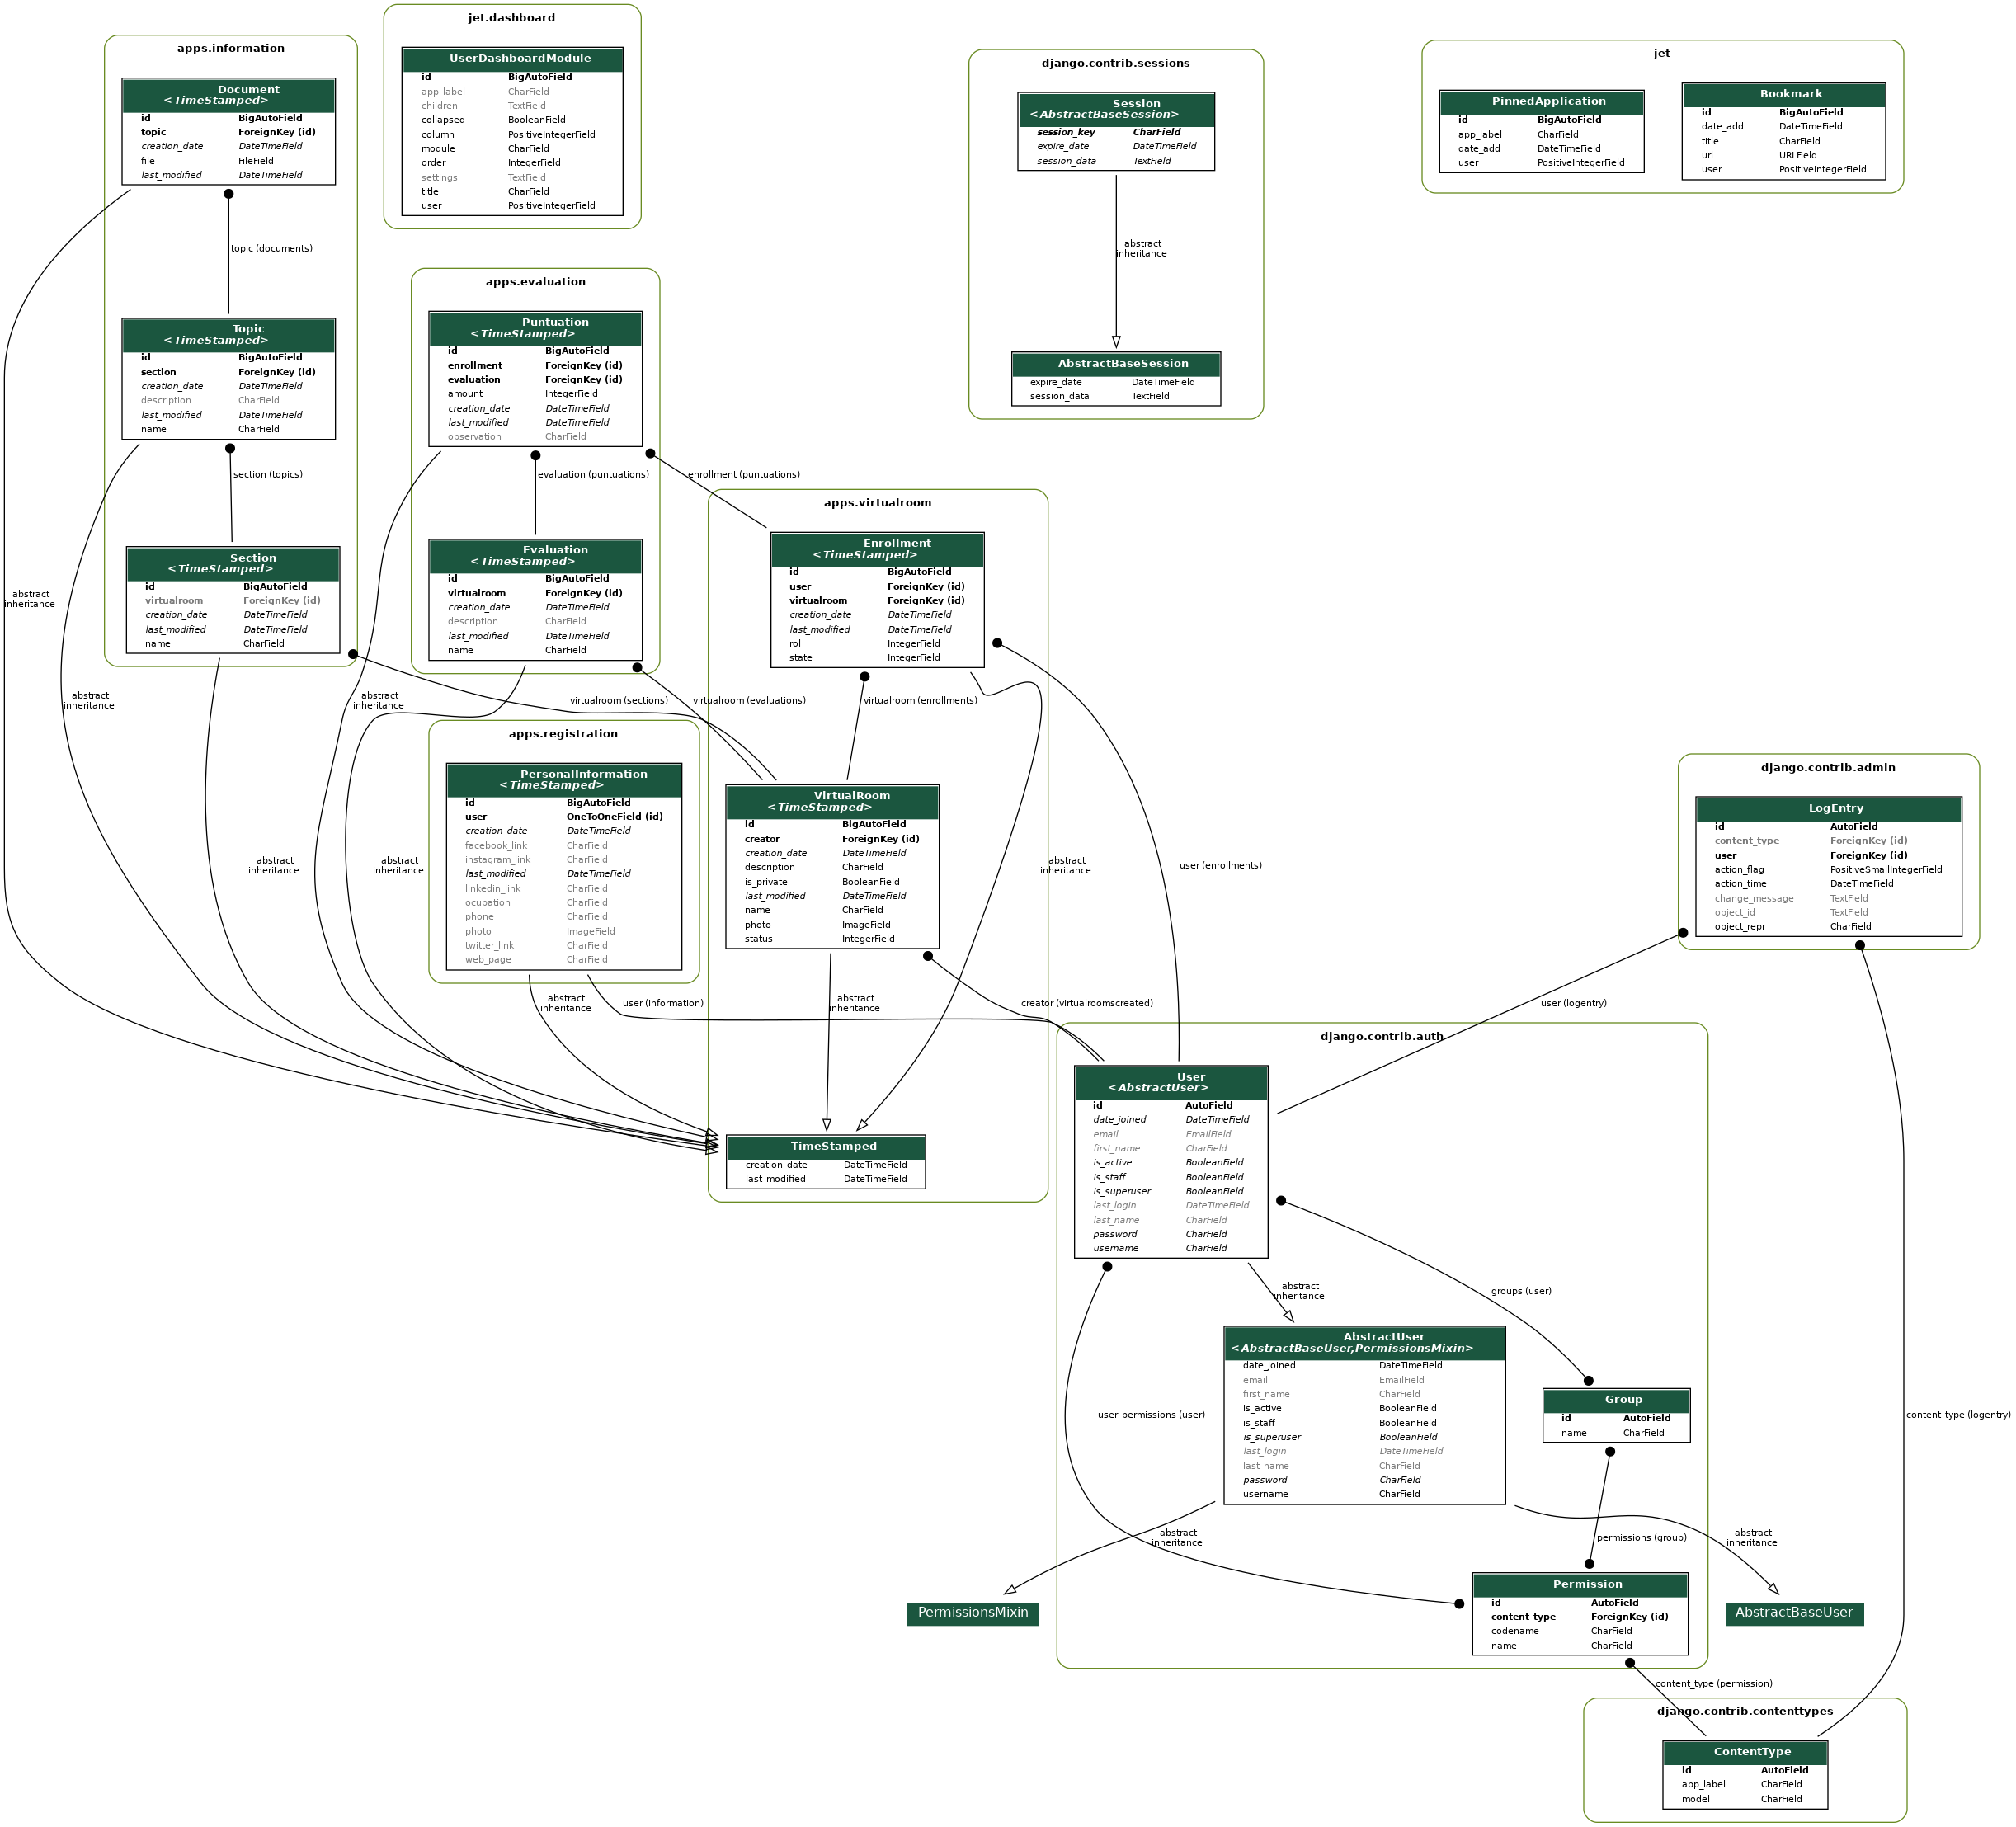 jet.dashboard
UserDashboardModule
id BigAutoField
app_label CharField
children TextField
collapsed BooleanField
column PositiveIntegerField
module CharField
order IntegerField
settings TextField
title CharField
user PositiveIntegerField
apps.information
Document
<TimeStamped>
id BigAutoField
topic ForeignKey (id)
creation_date DateTimeField
file FileField
last_modified DateTimeField
topic (documents)
Topic
<TimeStamped>
id BigAutoField
section ForeignKey (id)
creation_date DateTimeField
description CharField
last_modified DateTimeField
name CharField
section (topics)
Section
<TimeStamped>
id BigAutoField
virtualroom ForeignKey (id)
creation_date DateTimeField
last_modified DateTimeField
name CharField
abstract
inheritance
abstract
inheritance
abstract
inheritance
django.contrib.sessions
Session
<AbstractBaseSession>
session_key CharField
expire_date DateTimeField
session_data TextField
abstract
inheritance
AbstractBaseSession
expire_date DateTimeField
session_data TextField
jet
PinnedApplication
id BigAutoField
app_label CharField
date_add DateTimeField
user PositiveIntegerField
Bookmark
id BigAutoField
date_add DateTimeField
title CharField
url URLField
user PositiveIntegerField
apps.evaluation
Puntuation
<TimeStamped>
id BigAutoField
enrollment ForeignKey (id)
evaluation ForeignKey (id)
amount IntegerField
creation_date DateTimeField
last_modified DateTimeField
observation CharField
evaluation (puntuations)
enrollment (puntuations)
Evaluation
<TimeStamped>
id BigAutoField
virtualroom ForeignKey (id)
creation_date DateTimeField
description CharField
last_modified DateTimeField
name CharField
abstract
inheritance
abstract
inheritance
virtualroom (sections)
virtualroom (evaluations)
virtualroom (enrollments)
apps.virtualroom
Enrollment
<TimeStamped>
id BigAutoField
user ForeignKey (id)
virtualroom ForeignKey (id)
creation_date DateTimeField
last_modified DateTimeField
rol IntegerField
state IntegerField
VirtualRoom
<TimeStamped>
id BigAutoField
creator ForeignKey (id)
creation_date DateTimeField
description CharField
is_private BooleanField
last_modified DateTimeField
name CharField
photo ImageField
status IntegerField
abstract
inheritance
abstract
inheritance
user (enrollments)
TimeStamped
creation_date DateTimeField
last_modified DateTimeField
apps.registration
PersonalInformation
<TimeStamped>
id BigAutoField
user OneToOneField (id)
creation_date DateTimeField
facebook_link CharField
instagram_link CharField
last_modified DateTimeField
linkedin_link CharField
ocupation CharField
phone CharField
photo ImageField
twitter_link CharField
web_page CharField
abstract
inheritance
user (information)
creator (virtualroomscreated)
django.contrib.admin
LogEntry
id AutoField
content_type ForeignKey (id)
user ForeignKey (id)
action_flag PositiveSmallIntegerField
action_time DateTimeField
change_message TextField
object_id TextField
object_repr CharField
user (logentry)
content_type (logentry)
django.contrib.auth
User
<AbstractUser>
id AutoField
date_joined DateTimeField
email EmailField
first_name CharField
is_active BooleanField
is_staff BooleanField
is_superuser BooleanField
last_login DateTimeField
last_name CharField
password CharField
username CharField
abstract
inheritance
groups (user)
user_permissions (user)
AbstractUser
<AbstractBaseUser,PermissionsMixin>
date_joined DateTimeField
email EmailField
first_name CharField
is_active BooleanField
is_staff BooleanField
is_superuser BooleanField
last_login DateTimeField
last_name CharField
password CharField
username CharField
Group
id AutoField
name CharField
abstract
inheritance
permissions (group)
abstract
inheritance
PermissionsMixin
Permission
id AutoField
content_type ForeignKey (id)
codename CharField
name CharField
AbstractBaseUser
content_type (permission)
django.contrib.contenttypes
ContentType
id AutoField
app_label CharField
model CharField